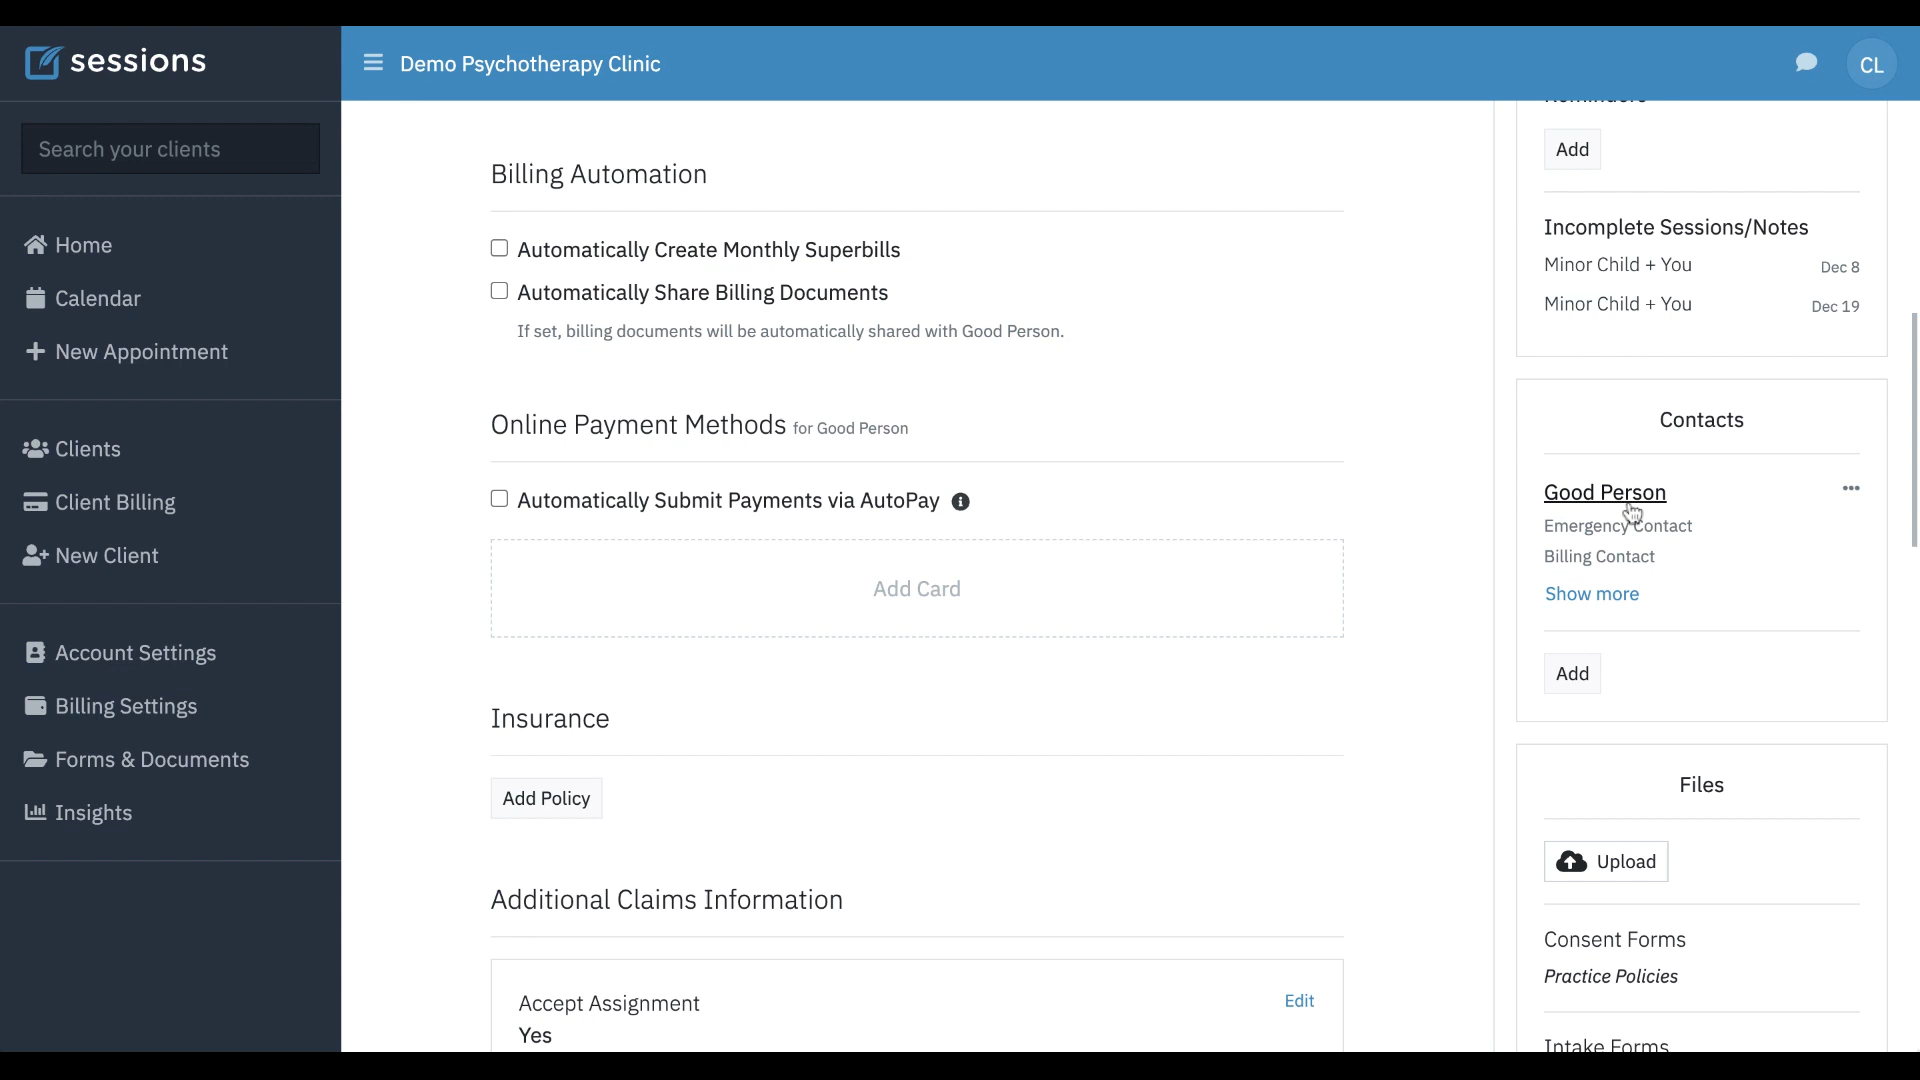 sessions
Demo Psychotherapy Clinic
CL
Search your clients
Home
Calendar
New Appointment
Clients
Client Billing
New Client
Account Settings
Billing Settings
Forms & Documents
Insights
Billing Automation
Automatically Create Monthly Superbills
Automatically Share Billing Documents
If set, billing documents will be automatically shared with Good Person.
Online Payment Methods for Good Person
Automatically Submit Payments via AutoPay
Add Card
Insurance
Add Policy
Additional Claims Information
Accept Assignment
Edit
Yes
Reminders
Add
Incomplete Sessions/Notes
Minor Child + You Dec 8
Minor Child + You Dec 19
Contacts
Good Person
Emergency Contact
Billing Contact
Show more
Add
Files
Upload
Consent Forms
Practice Policies
Intake Forms